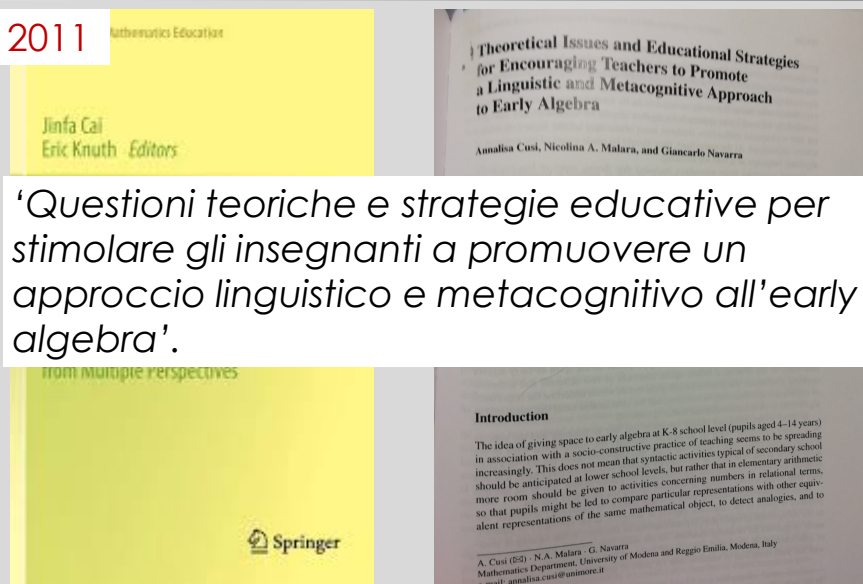 2011
Mathematics Education
Jinfa Cai
Eric Knuth Editors
Theoretical Issues and Educational Strategies
for Encouraging Teachers to Promote
a Linguistic and Metacognitive Approach
to Early Algebra
Annalisa Cusi, Nicolina A. Malara, and Giancarlo Navarra
‘Questioni teoriche e strategie educative per
stimolare gli insegnanti a promuovere un
approccio linguistico e metacognitivo all’early
algebra’.
from Multiple Perspectives
Springer
Introduction
The idea of giving space to early algebra at K-8 school level (pupils aged 4–14 years)
in association with a socio-constructive practice of teaching seems to be spreading
increasingly. This does not mean that syntactic activities typical of secondary school
should be anticipated at lower school levels, but rather that in elementary arithmetic
more room should be given to activities concerning numbers in relational terms,
so that pupils might be led to compare particular representations with other equiv-
alent representations of the same mathematical object, to detect analogies, and to
A. Cusi (✉) · N.A. Malara · G. Navarra
Mathematics Department, University of Modena and Reggio Emilia, Modena, Italy
e-mail: annalisa.cusi@unimore.it